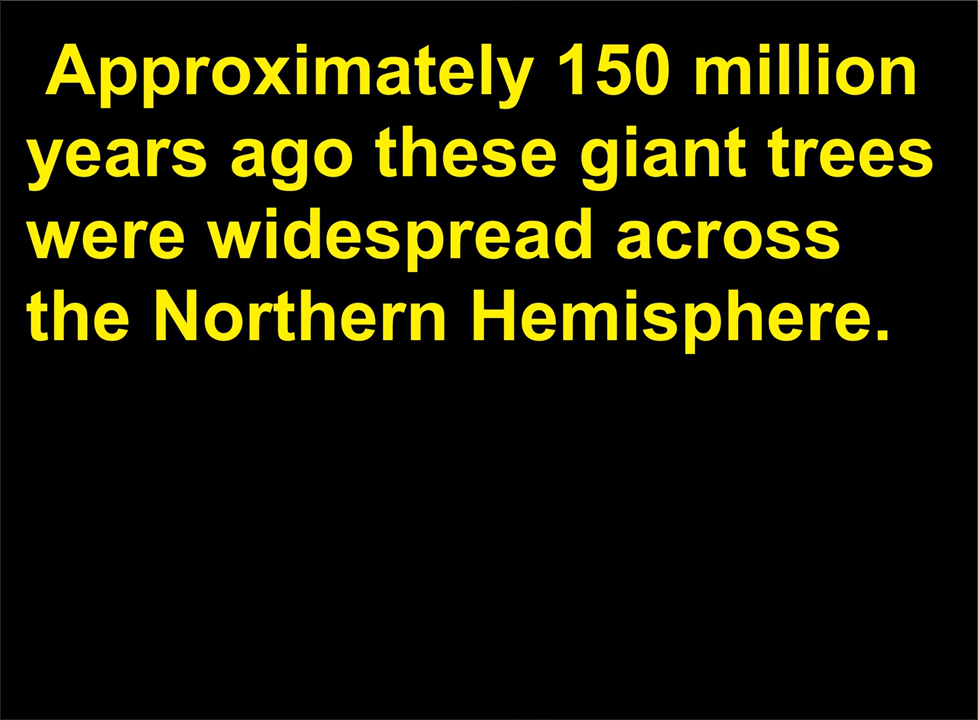 Approximately 150 million
years ago these giant trees
were widespread across
the Northern Hemisphere.